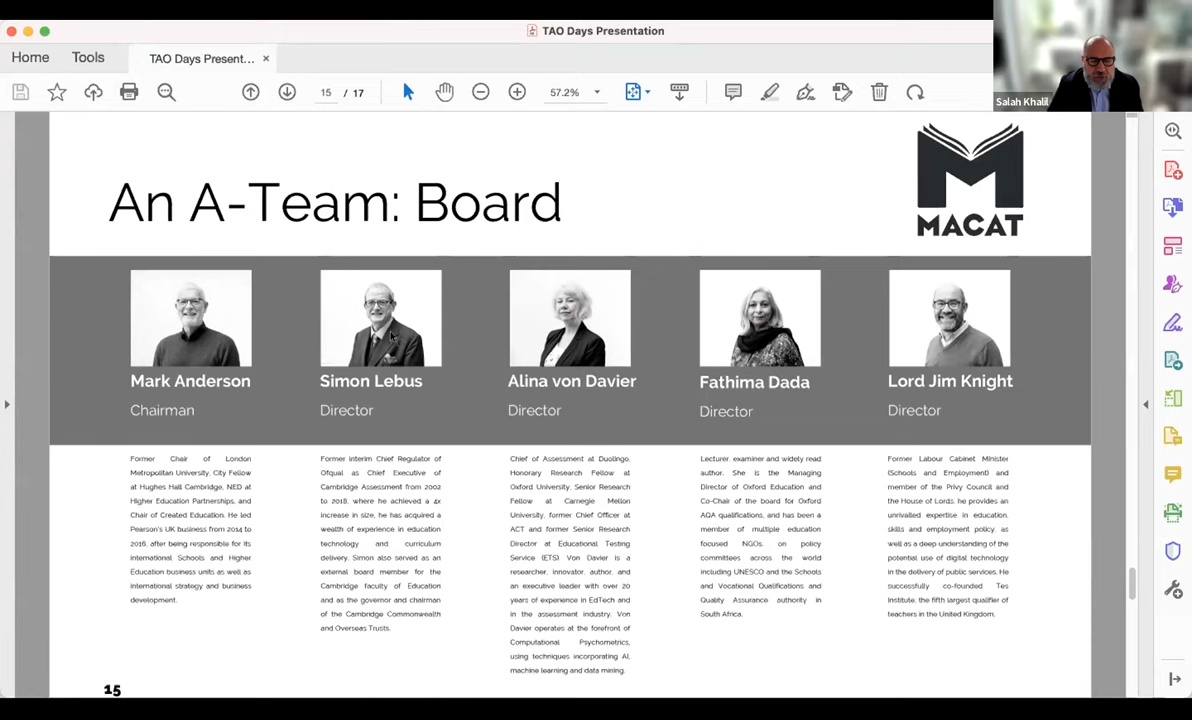 TAO Days Presentation
Home
Tools
TAO Days Present...
×
15 / 17
57.2%
Salah Khalil
An A-Team: Board
MACAT
Mark Anderson
Chairman
Former Chair of London
Metropolitan University, City Fellow
at Hughes Hall Cambridge, NED at
Higher Education Partnerships, and
Chair of Created Education. He led
Pearson's UK business from 2014 to
2016, after being responsible for its
international Schools and Higher
Education business units as well as
international strategy and business
development.
Simon Lebus
Director
Former interim Chief Regulator of
Ofqual as Chief Executive of
Cambridge Assessment from 2002
to 2018, where he achieved a 4x
increase in size, he has acquired a
wealth of experience in education
technology and curriculum
delivery. Simon also served as an
external board member for the
Cambridge faculty of Education
and as the governor and chairman
of the Cambridge Commonwealth
and Overseas Trusts.
Alina von Davier
Director
Chief of Assessment at Duolingo,
Honorary Research Fellow at
Oxford University, Senior Research
Fellow at Carnegie Mellon
University, former Chief Officer at
ACT and former Senior Research
Director at Educational Testing
Service (ETS). Von Davier is a
researcher, innovator, author, and
an executive leader with over 20
years of experience in EdTech and
in the assessment industry. Von
Davier operates at the forefront of
Computational Psychometrics,
using techniques incorporating AI,
machine learning and data mining.
Fathima Dada
Director
Lecturer, examiner and widely read
author. She is the Managing
Director of Oxford Education and
Co-Chair of the board for Oxford
AQA qualifications, and has been a
member of multiple education
focused NGOs, on policy
committees across the world
including UNESCO and the Schools
and Vocational Qualifications and
Quality Assurance authority in
South Africa.
Lord Jim Knight
Director
Former Labour Cabinet Minister
(Schools and Employment) and
member of the Privy Council and
the House of Lords, he provides an
unrivalled expertise in education,
skills and employment policy, as
well as a deep understanding of the
potential use of digital technology
in the delivery of public services. He
successfully co-founded Tes
Institute, the fifth largest qualifier of
teachers in the United Kingdom.
15